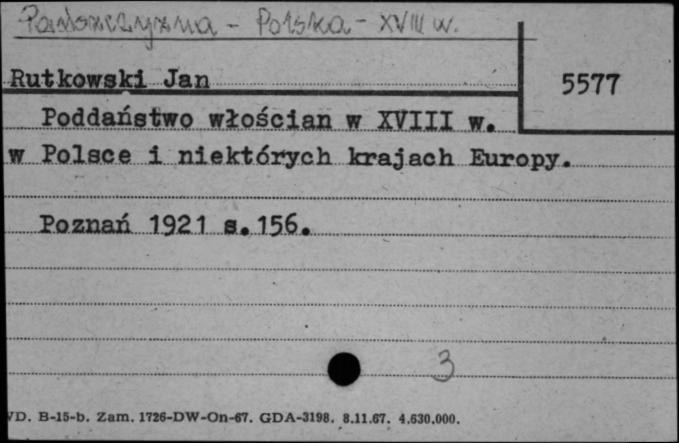 Pańszczyzna - Polska - XVIII w.
Rutkowski Jan
5577
Poddaństwo włościan w XVIII w.
w Polsce i niektórych krajach Europy.
Poznań 1921 s.156.
3
VD. B-15-b. Zam. 1726-DW-On-67. GDA-3198. 8.11.67. 4.630.000.